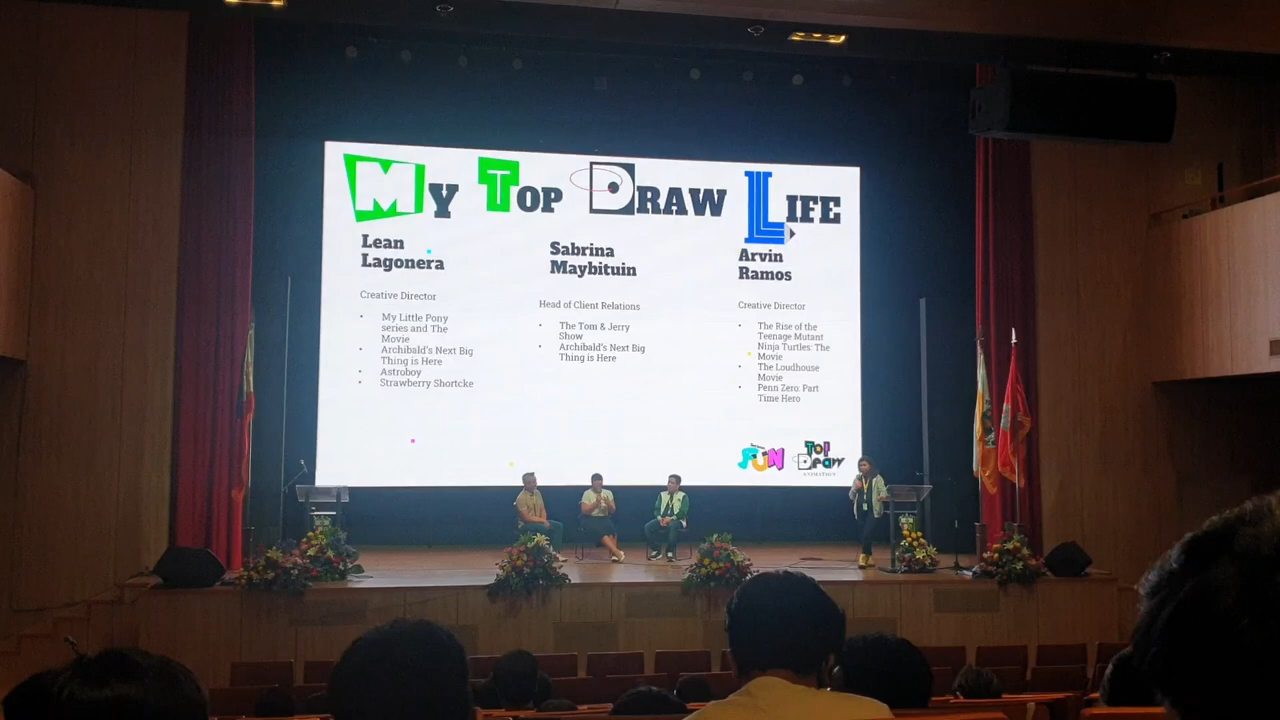 My Top Draw Life
Lean
Lagonera
Creative Director
• My Little Pony
series and The
Movie
• Archibald's Next Big
Thing is Here
• Astroboy
• Strawberry Shortcke
Sabrina
Maybituin
Head of Client Relations
• The Tom & Jerry
Show
• Archibald's Next Big
Thing is Here
Arvin
Ramos
Creative Director
• The Rise of the
Teenage Mutant
Ninja Turtles: The
Movie
• The Loudhouse
Movie
• Penn Zero: Part
Time Hero
FUN
Top
Draw
ANIMATION